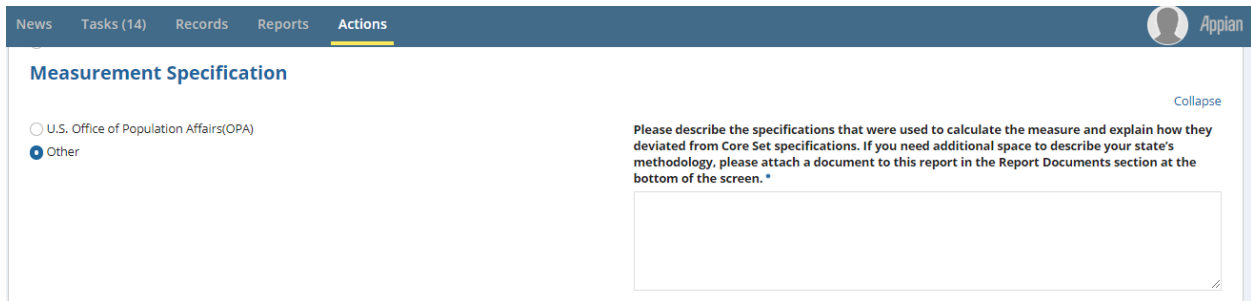 News Tasks (14) Records Reports Actions Appian
Measurement Specification
Collapse
U.S. Office of Population Affairs(OPA)
Other
Please describe the specifications that were used to calculate the measure and explain how they
deviated from Core Set specifications. If you need additional space to describe your state's
methodology, please attach a document to this report in the Report Documents section at the
bottom of the screen. *